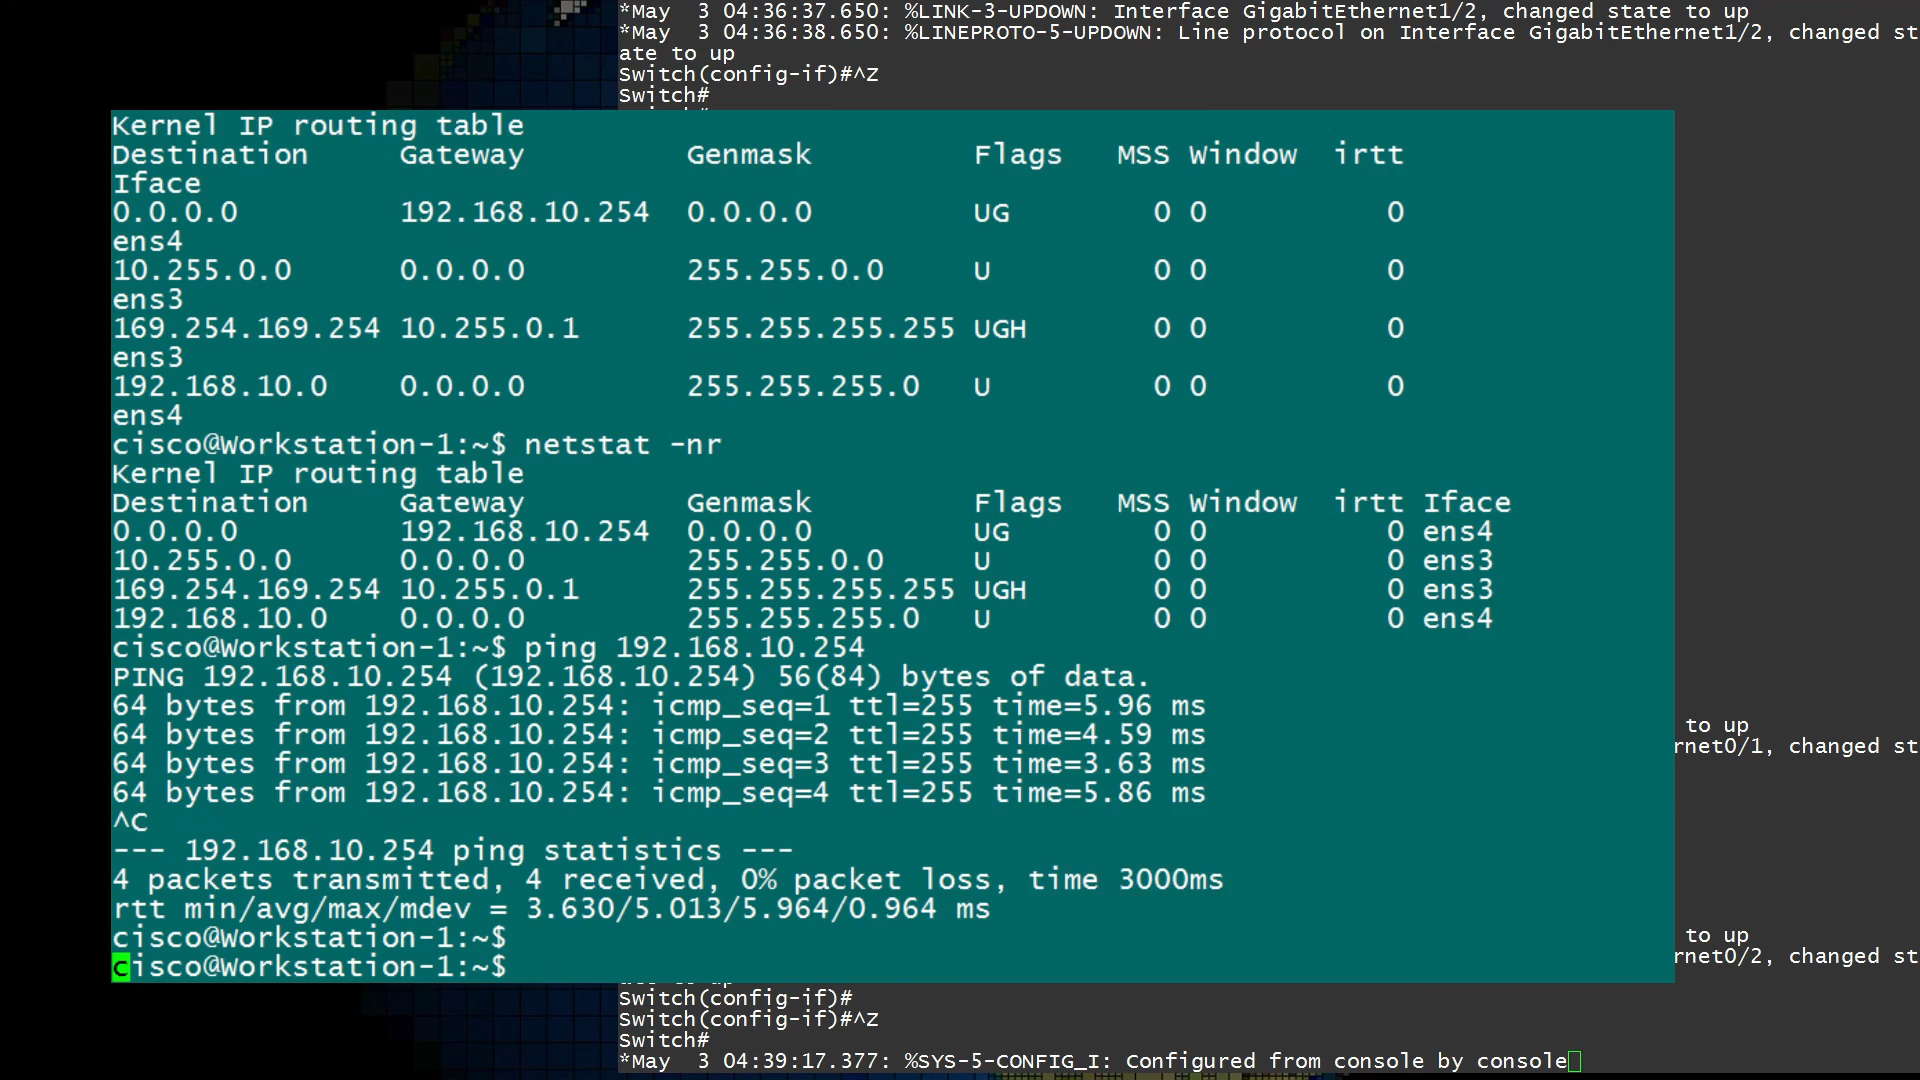 *May  3 04:36:37.650: %LINK-3-UPDOWN: Interface GigabitEthernet1/2, changed state to up
*May  3 04:36:38.650: %LINEPROTO-5-UPDOWN: Line protocol on Interface GigabitEthernet1/2, changed st
ate to up
Switch(config-if)#^Z
Switch#
Kernel IP routing table
Destination     Gateway         Genmask         Flags   MSS Window  irtt
Iface
0.0.0.0         192.168.10.254  0.0.0.0         UG        0 0          0
ens4
10.255.0.0      0.0.0.0         255.255.0.0     U         0 0          0
ens3
169.254.169.254 10.255.0.1      255.255.255.255 UGH       0 0          0
ens3
192.168.10.0    0.0.0.0         255.255.255.0   U         0 0          0
ens4
cisco@Workstation-1:~$ netstat -nr
Kernel IP routing table
Destination     Gateway         Genmask         Flags   MSS Window  irtt Iface
0.0.0.0         192.168.10.254  0.0.0.0         UG        0 0          0 ens4
10.255.0.0      0.0.0.0         255.255.0.0     U         0 0          0 ens3
169.254.169.254 10.255.0.1      255.255.255.255 UGH       0 0          0 ens3
192.168.10.0    0.0.0.0         255.255.255.0   U         0 0          0 ens4
cisco@Workstation-1:~$ ping 192.168.10.254
PING 192.168.10.254 (192.168.10.254) 56(84) bytes of data.
64 bytes from 192.168.10.254: icmp_seq=1 ttl=255 time=5.96 ms
64 bytes from 192.168.10.254: icmp_seq=2 ttl=255 time=4.59 ms
64 bytes from 192.168.10.254: icmp_seq=3 ttl=255 time=3.63 ms
64 bytes from 192.168.10.254: icmp_seq=4 ttl=255 time=5.86 ms
^C
--- 192.168.10.254 ping statistics ---
4 packets transmitted, 4 received, 0% packet loss, time 3000ms
rtt min/avg/max/mdev = 3.630/5.013/5.964/0.964 ms
cisco@Workstation-1:~$
cisco@Workstation-1:~$
to up
rnet0/1, changed st
to up
rnet0/2, changed st
Switch(config-if)#
Switch(config-if)#^Z
Switch#
*May  3 04:39:17.377: %SYS-5-CONFIG_I: Configured from console by console